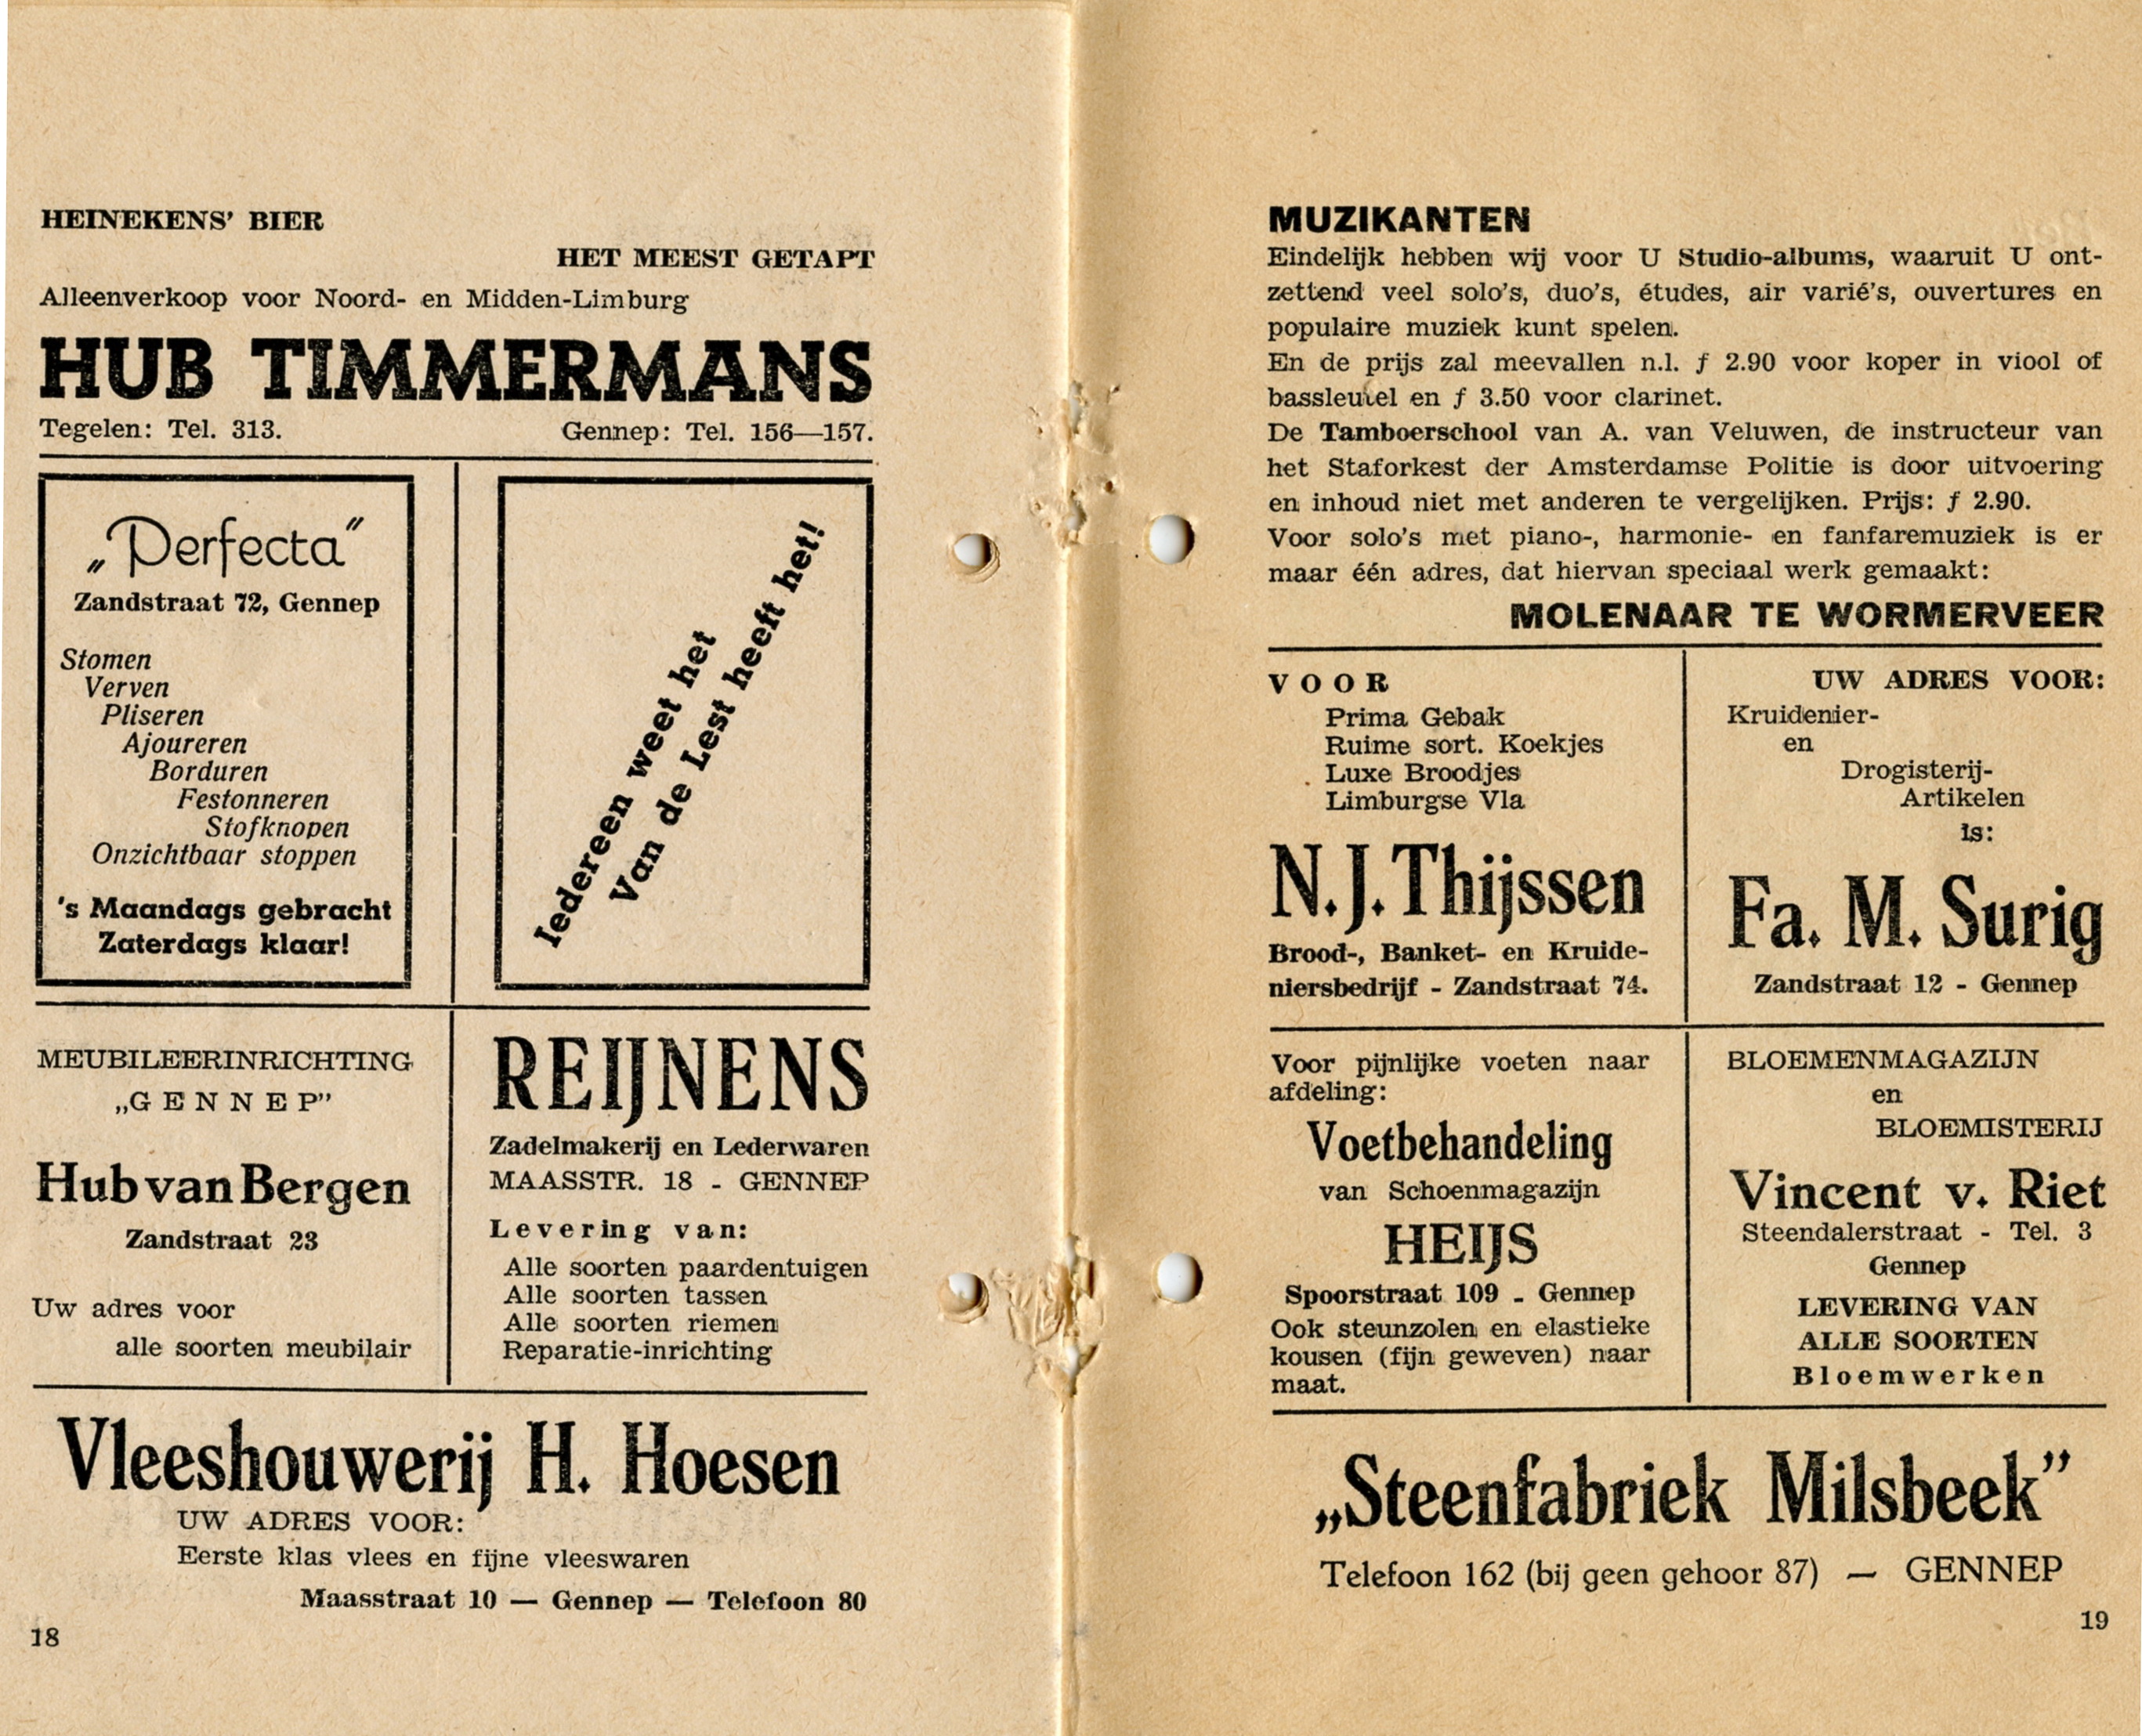 HEINEKENS' BIER
HET MEEST GETAPT
Alleenverkoop voor Noord- en Midden-Limburg
HUB TIMMERMANS
Tegelen: Tel. 313. Gennep: Tel. 156—157.
„Perfecta”
Zandstraat 72, Gennep
Stomen
Verven
Pliseren
Ajoureren
Borduren
Festonneren
Stofknopen
Onzichtbaar stoppen
's Maandags gebracht
Zaterdags klaar!
Iedereen weet het
Van de Lest heeft het!
MEUBILEERINRICHTING
„GENNEP”
Hub van Bergen
Zandstraat 23
Uw adres voor
alle soorten meubilair
REIJNENS
Zadelmakerij en Lederwaren
MAASSTR. 18 - GENNEP
Levering van:
Alle soorten paardentuigen
Alle soorten tassen
Alle soorten riemen
Reparatie-inrichting
Vleeshouwerij H. Hoesen
UW ADRES VOOR:
Eerste klas vlees en fijne vleeswaren
Maasstraat 10 — Gennep — Telefoon 80
18
MUZIKANTEN
Eindelijk hebben wij voor U Studio-albums, waaruit U ont-
zettend veel solo's, duo's, études, air varié's, ouvertures en
populaire muziek kunt spelen.
En de prijs zal meevallen n.l. ƒ 2.90 voor koper in viool of
bassleutel en ƒ 3.50 voor clarinet.
De Tamboerschool van A. van Veluwen, de instructeur van
het Staforkest der Amsterdamse Politie is door uitvoering
en inhoud niet met anderen te vergelijken. Prijs: ƒ 2.90.
Voor solo's met piano-, harmonie- en fanfaremuziek is er
maar één adres, dat hiervan speciaal werk gemaakt:
MOLENAAR TE WORMERVEER
VOOR
Prima Gebak
Ruime sort. Koekjes
Luxe Broodjes
Limburgse Vla
N.J. Thijssen
Brood-, Banket- en Kruide-
niersbedrijf - Zandstraat 74.
UW ADRES VOOR:
Kruidenier-
en
Drogisterij-
Artikelen
is:
Fa. M. Surig
Zandstraat 12 - Gennep
Voor pijnlijke voeten naar
afdeling:
Voetbehandeling
van Schoenmagazijn
HEIJS
Spoorstraat 109 - Gennep
Ook steunzolen en elastieke
kousen (fijn geweven) naar
maat.
BLOEMENMAGAZIJN
en
BLOEMISTERIJ
Vincent v. Riet
Steendalerstraat - Tel. 3
Gennep
LEVERING VAN
ALLE SOORTEN
Bloemwerken
„Steenfabriek Milsbeek”
Telefoon 162 (bij geen gehoor 87) — GENNEP
19